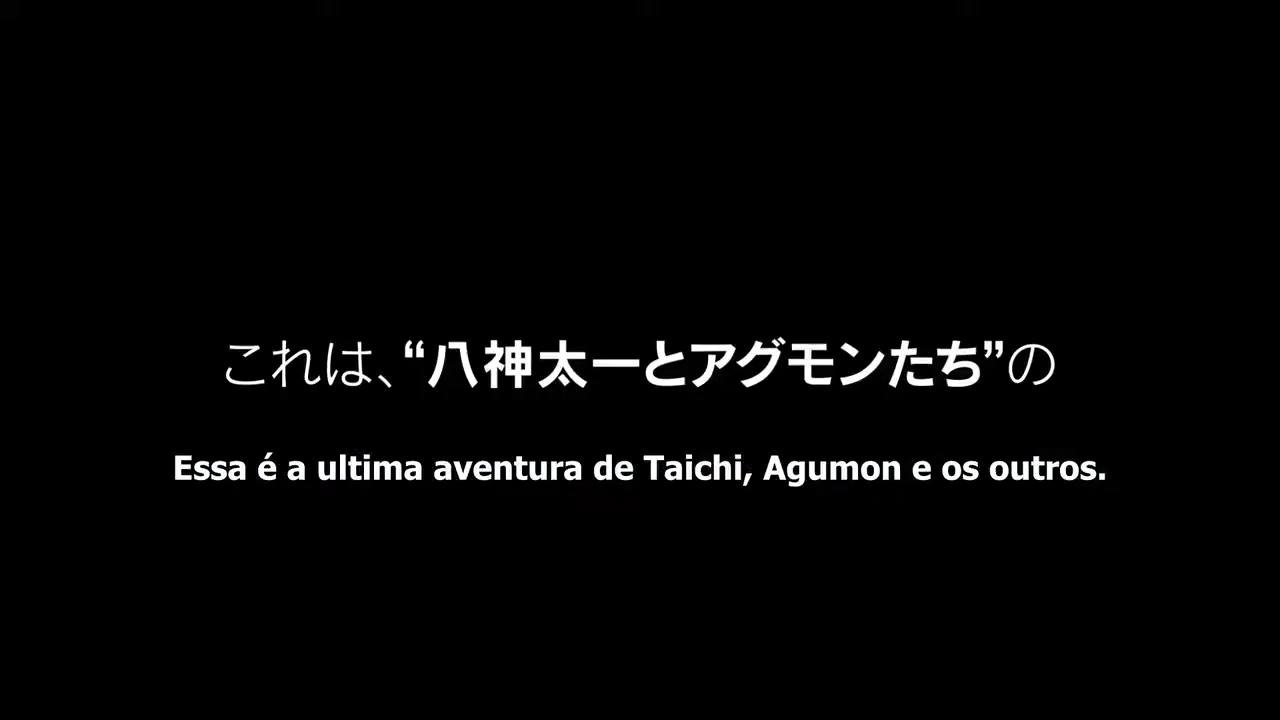 これは、“八神太一とアグモンたち”の
Essa é a ultima aventura de Taichi, Agumon e os outros.